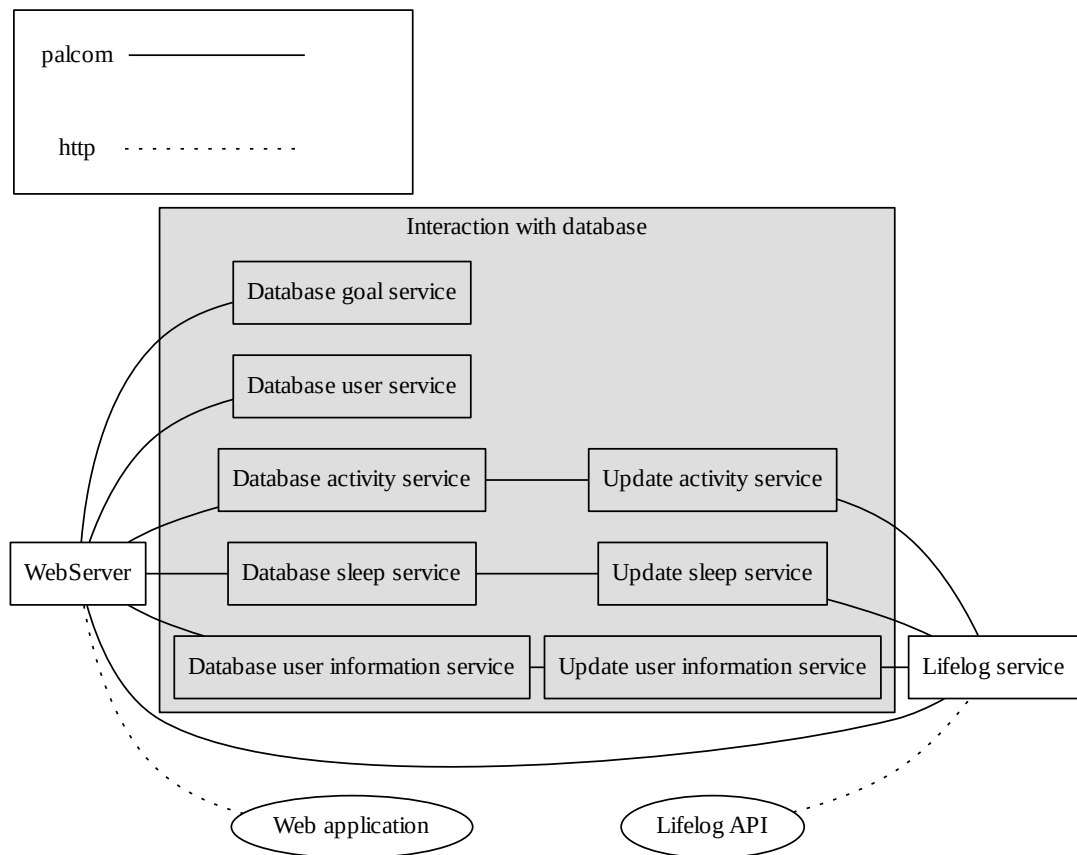 palcom
http
Interaction with database
Database goal service
Database user service
Database activity service
Update activity service
WebServer
Database sleep service
Update sleep service
Database user information service
Update user information service
Lifelog service
Web application
Lifelog API